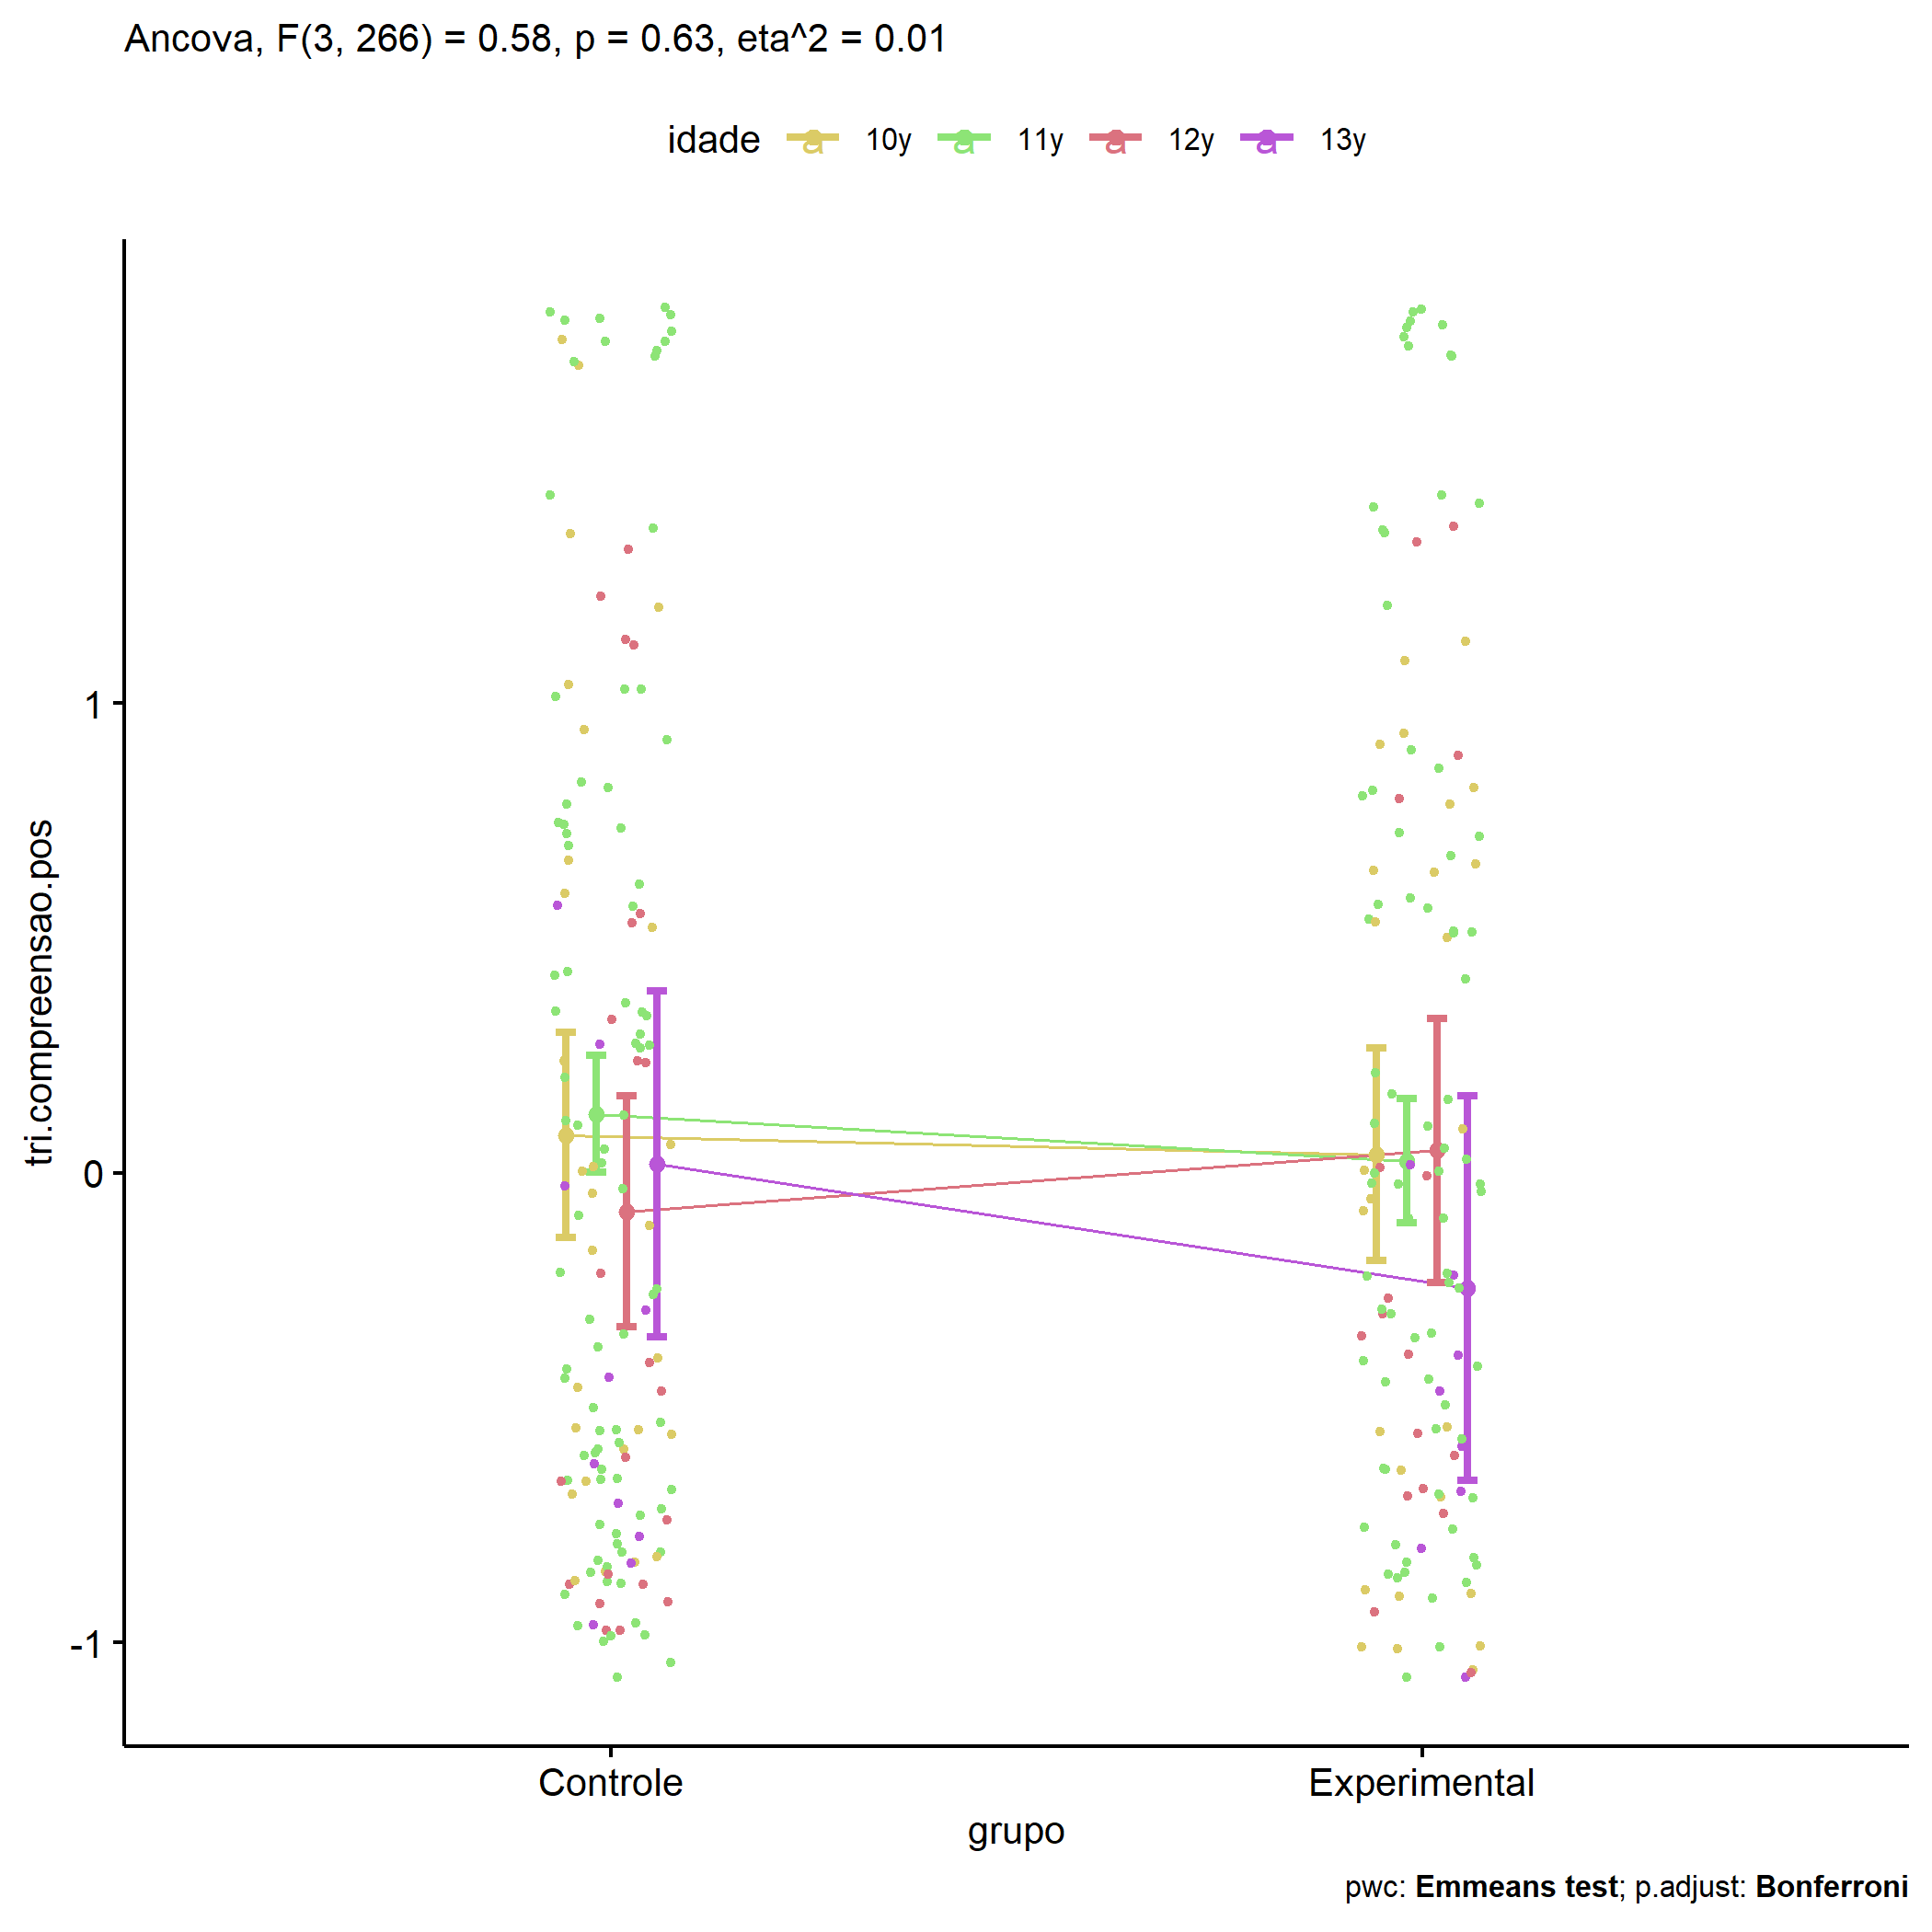 Ancova, F(3, 266) = 0.58, p = 0.63, eta^2 = 0.01
idade a 10y a 11y a 12y a 13y
tri.compreensao.pos
1
0
-1
Controle Experimental
grupo
pwc: Emmeans test; p.adjust: Bonferroni